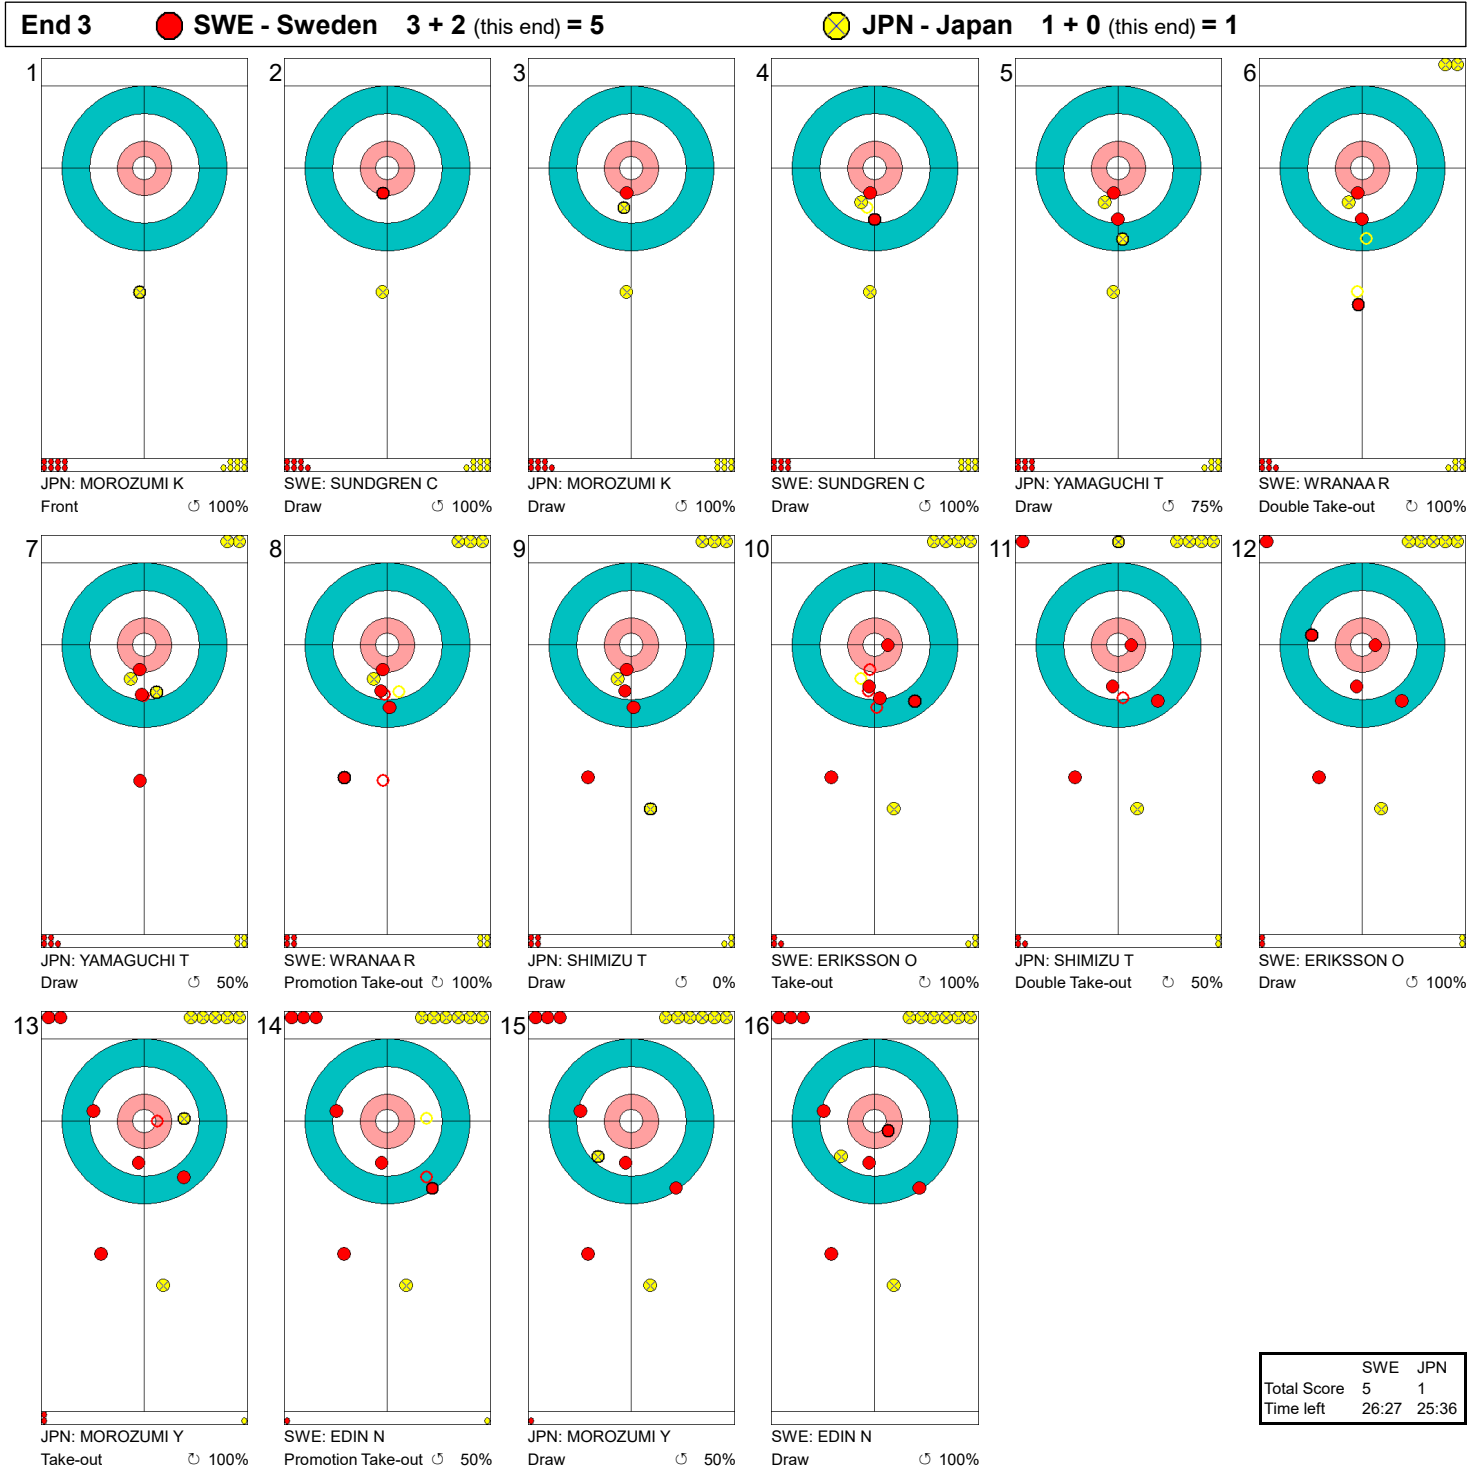 End 3 SWE - Sweden 3 + 2 (this end) = 5 JPN - Japan 1 + 0 (this end) = 1
1 2 3 4 5 6
JPN: MOROZUMI K SWE: SUNDGREN C JPN: MOROZUMI K SWE: SUNDGREN C JPN: YAMAGUCHI T SWE: WRANAA R
Front ↺ 100% Draw ↺ 100% Draw ↺ 100% Draw ↺ 100% Draw ↺ 75% Double Take-out ↻ 100%
7 8 9 10 11 12
JPN: YAMAGUCHI T SWE: WRANAA R JPN: SHIMIZU T SWE: ERIKSSON O JPN: SHIMIZU T SWE: ERIKSSON O
Draw ↺ 50% Promotion Take-out ↻ 100% Draw ↺ 0% Take-out ↻ 100% Double Take-out ↻ 50% Draw ↻ 100%
13 14 15 16
JPN: MOROZUMI Y SWE: EDIN N JPN: MOROZUMI Y SWE: EDIN N
Take-out ↻ 100% Promotion Take-out ↺ 50% Draw ↺ 50% Draw ↻ 100%
SWE JPN
Total Score 5 1
Time left 26:27 25:36